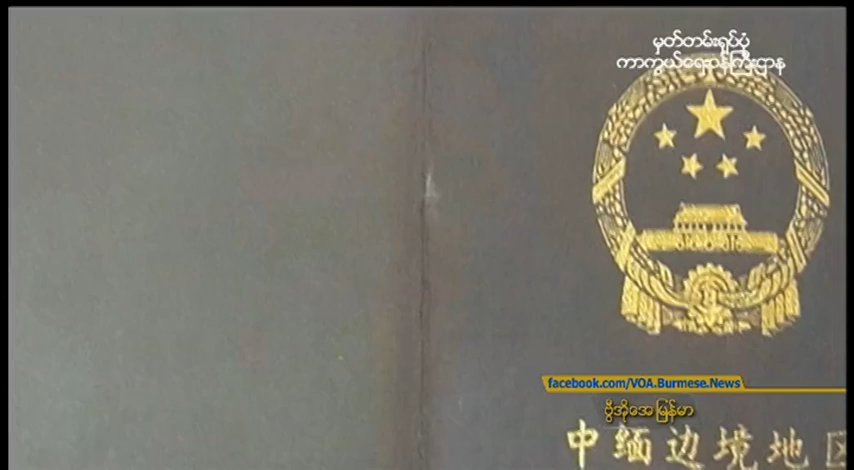 မှတ်တမ်းရုပ်ပုံ
ကာကွယ်ရေးဝန်ကြီးဌာန
facebook.com/VOA.Burmese.News
ဗွီအိုအေ မြန်မာ
中缅边境地区